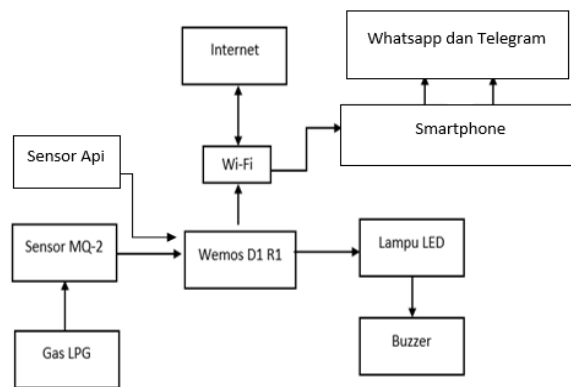 Internet
Whatsapp dan Telegram
Smartphone
Sensor Api
Wi-Fi
Sensor MQ-2
Wemos D1 R1
Lampu LED
Gas LPG
Buzzer